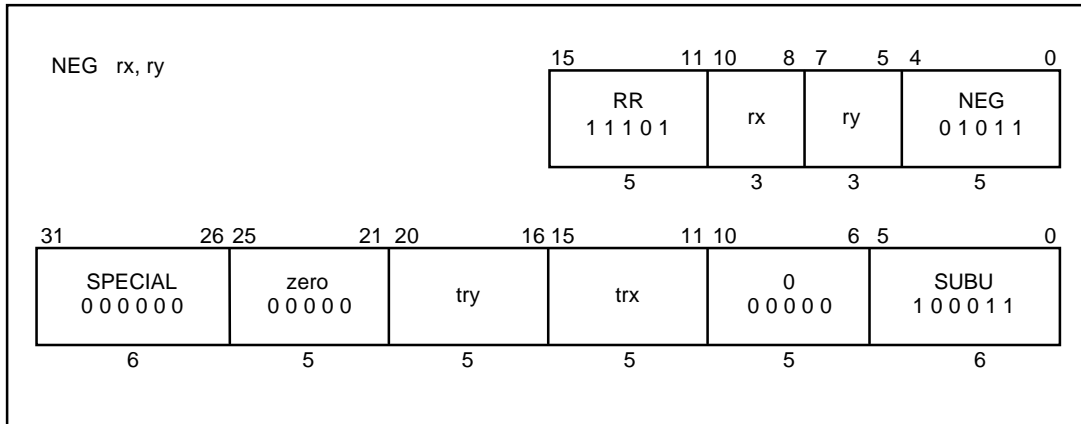 NEG rx, ry
15 11 10 8 7 5 4 0
RR rx ry NEG
1 1 1 0 1 0 1 0 1 1
5 3 3 5
31 26 25 21 20 16 15 11 10 6 5 0
SPECIAL zero try trx 0 SUBU
0 0 0 0 0 0 0 0 0 0 0 0 0 0 0 0 1 0 0 0 1 1
6 5 5 5 5 6